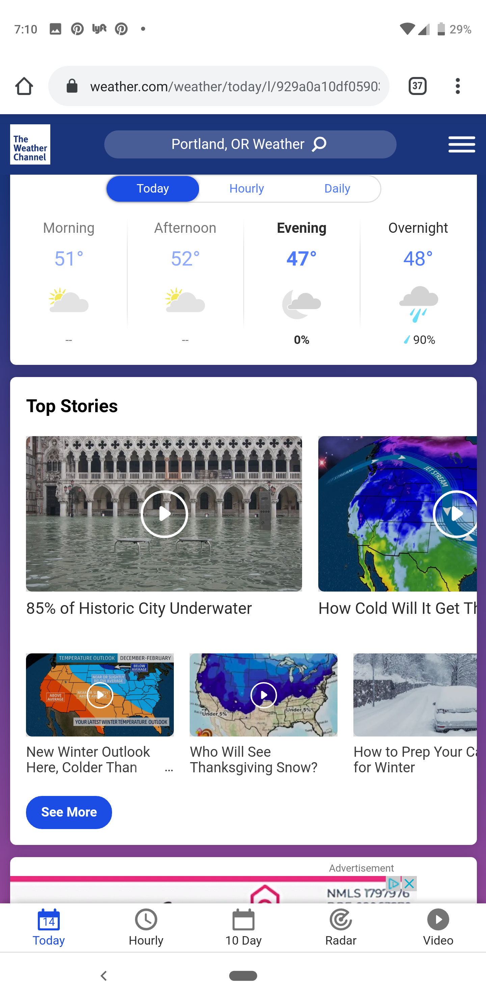 7:10
lyft
29%
weather.com/weather/today/l/929a0a10df0590
37
The
Weather
Channel
Portland, OR Weather
Today Hourly Daily
Morning Afternoon Evening Overnight
51° 52° 47° 48°
-- -- 0% 90%
Top Stories
JET STREAM
85% of Historic City Underwater
How Cold Will It Get
TEMPERATURE OUTLOOK DECEMBER-FEBRUARY
BELOW
AVERAGE
NEAR OR SLIGHTLY
BELOW AVERAGE
NEAR OR SLIGHTLY
ABOVE AVERAGE
ABOVE
AVERAGE
YOUR LATEST WINTER TEMPERATURE OUTLOOK
Under 5%
Under 5%
New Winter Outlook
Here, Colder Than ...
Who Will See
Thanksgiving Snow?
How to Prep Your
for Winter
See More
Advertisement
NMLS 1797976
14
Today
Hourly
10 Day
Radar
Video